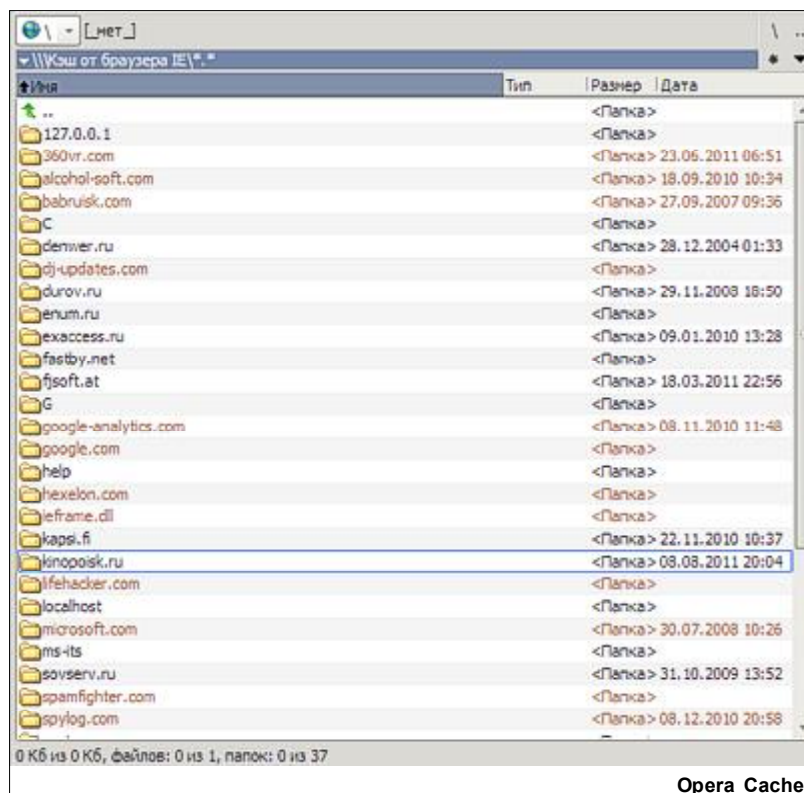 \ [_нет_] \ ..
\\\Кэш от браузера IE\*.* * ▼
Имя Тип Размер Дата
.. <Папка>
127.0.0.1 <Папка>
360vr.com <Папка> 23.06.2011 06:51
alcohol-soft.com <Папка> 18.09.2010 10:34
babruisk.com <Папка> 27.09.2007 09:36
C <Папка>
denwer.ru <Папка> 28.12.2004 01:33
dj-updates.com <Папка>
durov.ru <Папка> 29.11.2008 18:50
enum.ru <Папка>
exaccess.ru <Папка> 09.01.2010 13:28
fastby.net <Папка>
fjsoft.at <Папка> 18.03.2011 22:56
G <Папка>
google-analytics.com <Папка> 08.11.2010 11:48
google.com <Папка>
help <Папка>
hexelon.com <Папка>
ieframe.dll <Папка>
kapsi.fi <Папка> 22.11.2010 10:37
kinopoisk.ru <Папка> 08.08.2011 20:04
lifehacker.com <Папка>
localhost <Папка>
microsoft.com <Папка> 30.07.2008 10:26
ms-its <Папка>
sovserv.ru <Папка> 31.10.2009 13:52
spamfighter.com <Папка>
spylog.com <Папка> 08.12.2010 20:58
0 Кб из 0 Кб, файлов: 0 из 1, папок: 0 из 37
Opera Cache